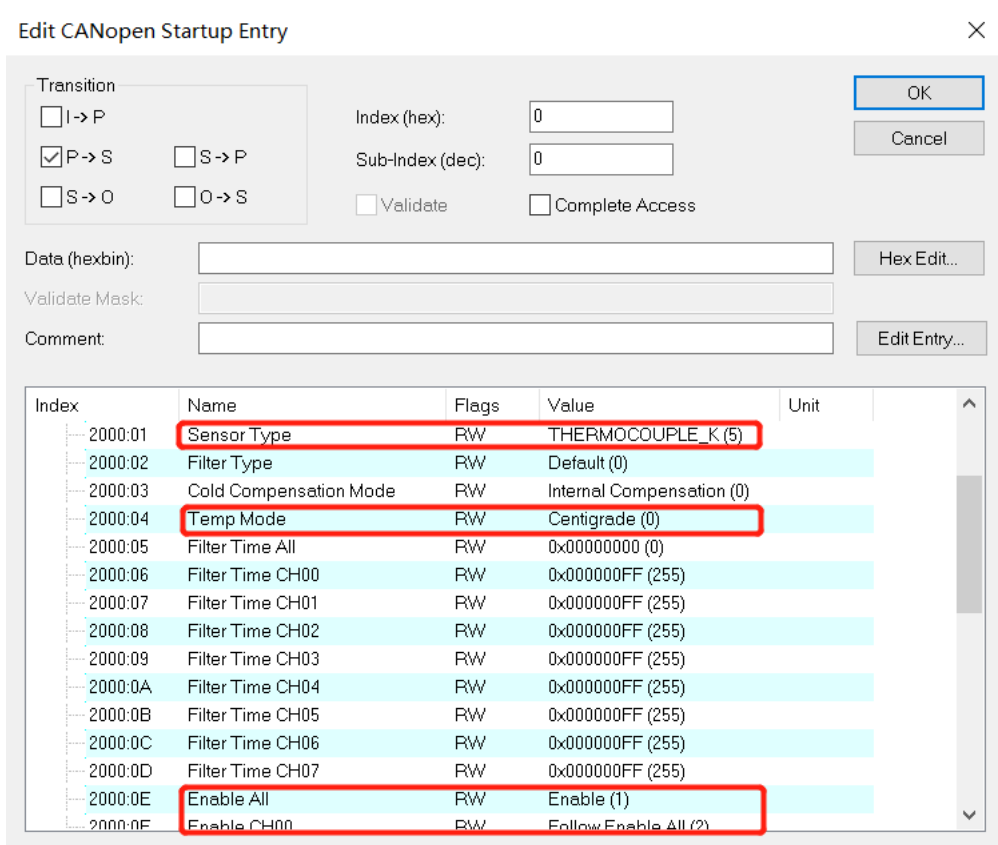 Edit CANopen Startup Entry
Transition
I -> P
P -> S
S -> P
S -> O
O -> S
Index (hex):
0
Sub-Index (dec):
0
Validate
Complete Access
OK
Cancel
Data (hexbin):
Hex Edit...
Validate Mask:
Comment:
Edit Entry...
Index Name Flags Value Unit
2000:01 Sensor Type RW THERMOCOUPLE_K (5)
2000:02 Filter Type RW Default (0)
2000:03 Cold Compensation Mode RW Internal Compensation (0)
2000:04 Temp Mode RW Centigrade (0)
2000:05 Filter Time All RW 0x00000000 (0)
2000:06 Filter Time CH00 RW 0x000000FF (255)
2000:07 Filter Time CH01 RW 0x000000FF (255)
2000:08 Filter Time CH02 RW 0x000000FF (255)
2000:09 Filter Time CH03 RW 0x000000FF (255)
2000:0A Filter Time CH04 RW 0x000000FF (255)
2000:0B Filter Time CH05 RW 0x000000FF (255)
2000:0C Filter Time CH06 RW 0x000000FF (255)
2000:0D Filter Time CH07 RW 0x000000FF (255)
2000:0E Enable All RW Enable (1)
2000:0F Enable CH00 RW Follow Enable All (2)